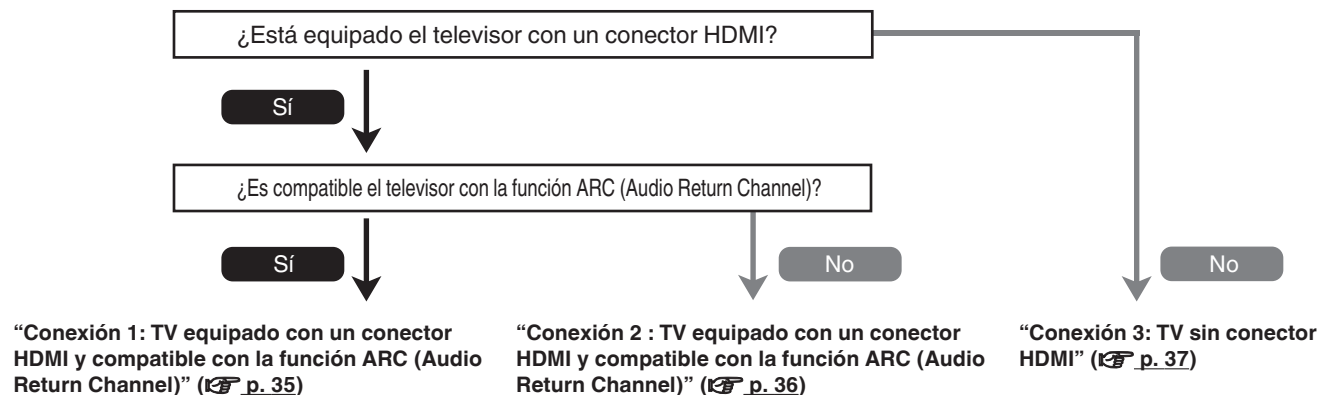 ¿Está equipado el televisor con un conector HDMI?
Sí
¿Es compatible el televisor con la función ARC (Audio Return Channel)?
Sí
No
No
“Conexión 1: TV equipado con un conector
HDMI y compatible con la función ARC (Audio
Return Channel)” (☞ p. 35)
“Conexión 2 : TV equipado con un conector
HDMI y compatible con la función ARC (Audio
Return Channel)” (☞ p. 36)
“Conexión 3: TV sin conector
HDMI” (☞ p. 37)